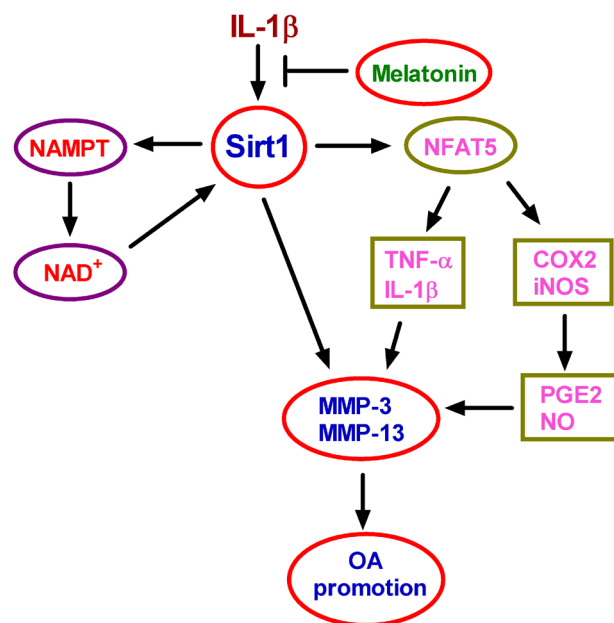 IL-1β
Melatonin
Sirt1
NAMPT
NFAT5
NAD+
TNF-α
IL-1β
COX2
iNOS
MMP-3
MMP-13
PGE2
NO
OA
promotion